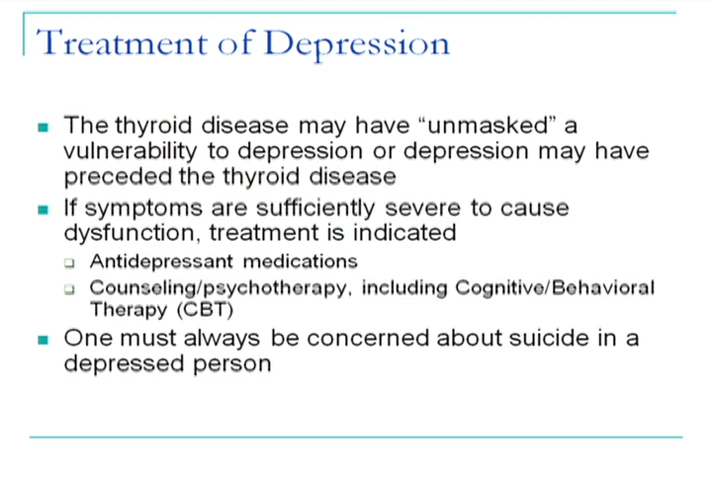 Treatment of Depression
The thyroid disease may have “unmasked” a
vulnerability to depression or depression may have
preceded the thyroid disease
If symptoms are sufficiently severe to cause
dysfunction, treatment is indicated
Antidepressant medications
Counseling/psychotherapy, including Cognitive/Behavioral
Therapy (CBT)
One must always be concerned about suicide in a
depressed person